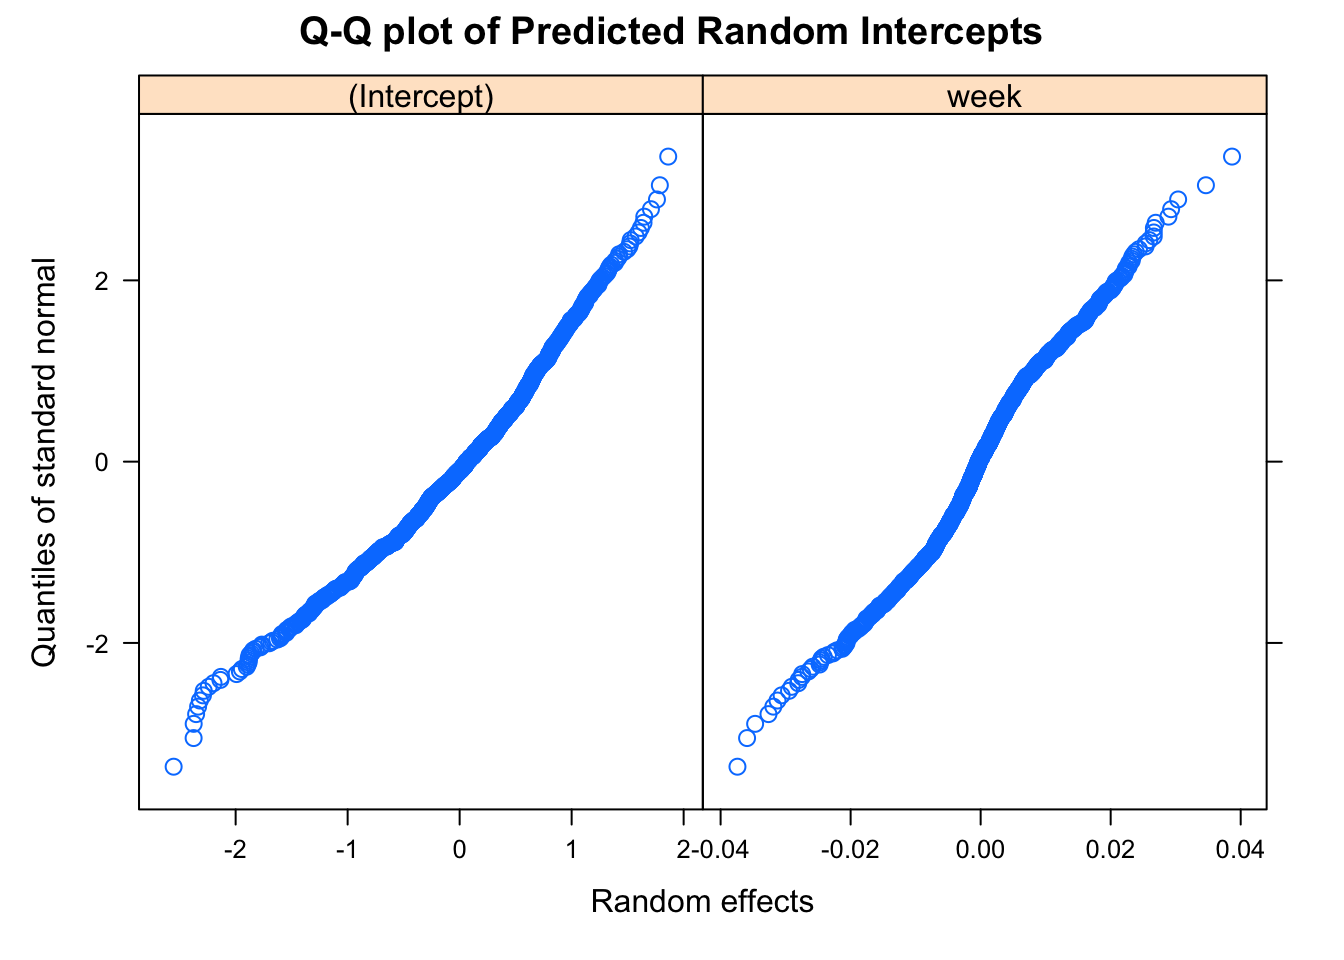 Q-Q plot of Predicted Random Intercepts
(Intercept) week
Quantiles of standard normal
2
0
-2
-2 -1 0 1 2 -0.04 -0.02 0.00 0.02 0.04
Random effects